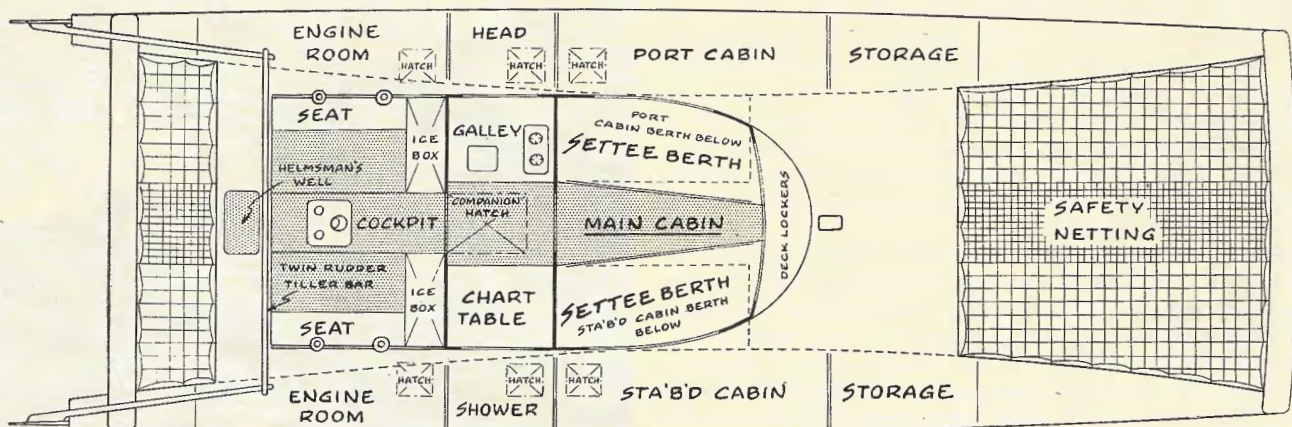 ENGINE
ROOM
HEAD
PORT CABIN
STORAGE
HATCH
HATCH
HATCH
SEAT
ICE
BOX
GALLEY
PORT
CABIN BERTH BELOW
SETTEE BERTH
HELMSMAN'S
WELL
COCKPIT
COMPANION
HATCH
MAIN CABIN
DECK LOCKERS
SAFETY
NETTING
TWIN RUDDER
TILLER BAR
ICE
BOX
CHART
TABLE
SETTEE BERTH
STA'B'D CABIN BERTH
BELOW
SEAT
HATCH
HATCH
HATCH
ENGINE
ROOM
SHOWER
STA'B'D CABIN
STORAGE